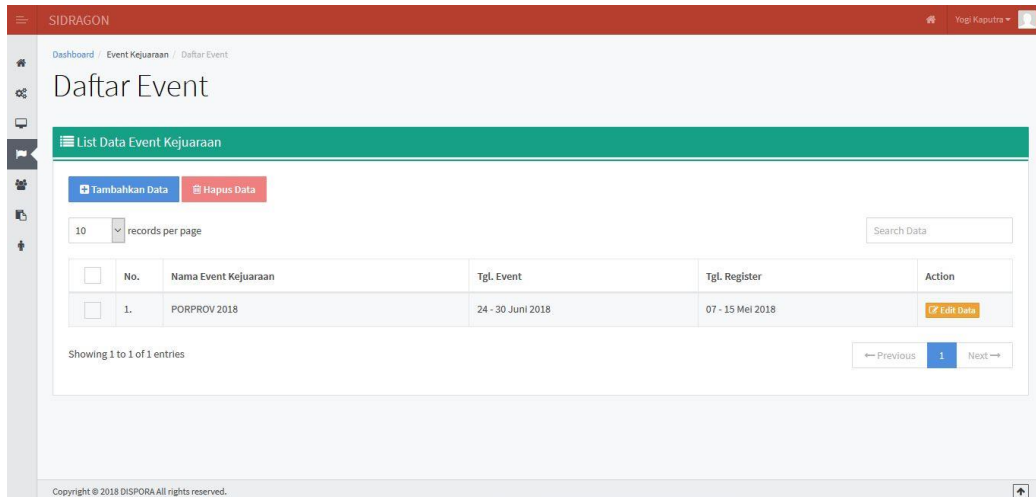 SIDRAGON Yogi Kaputra
Dashboard / Event Kejuaraan / Daftar Event
Daftar Event
List Data Event Kejuaraan
Tambahkan Data Hapus Data
10 records per page Search Data
No. Nama Event Kejuaraan Tgl. Event Tgl. Register Action
1. PORPROV 2018 24 - 30 Juni 2018 07 - 15 Mei 2018 Edit Data
Showing 1 to 1 of 1 entries ← Previous 1 Next →
Copyright © 2018 DISPORA All rights reserved.